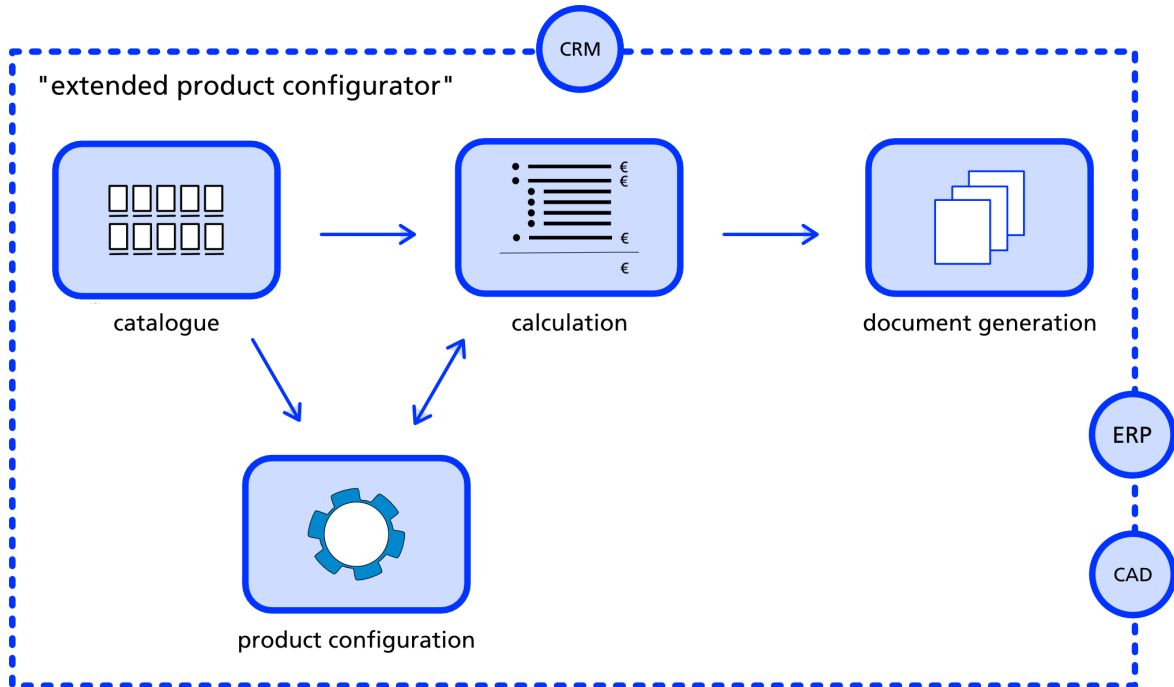 CRM
"extended product configurator"
€
€
€
€
catalogue
calculation
document generation
ERP
CAD
product configuration